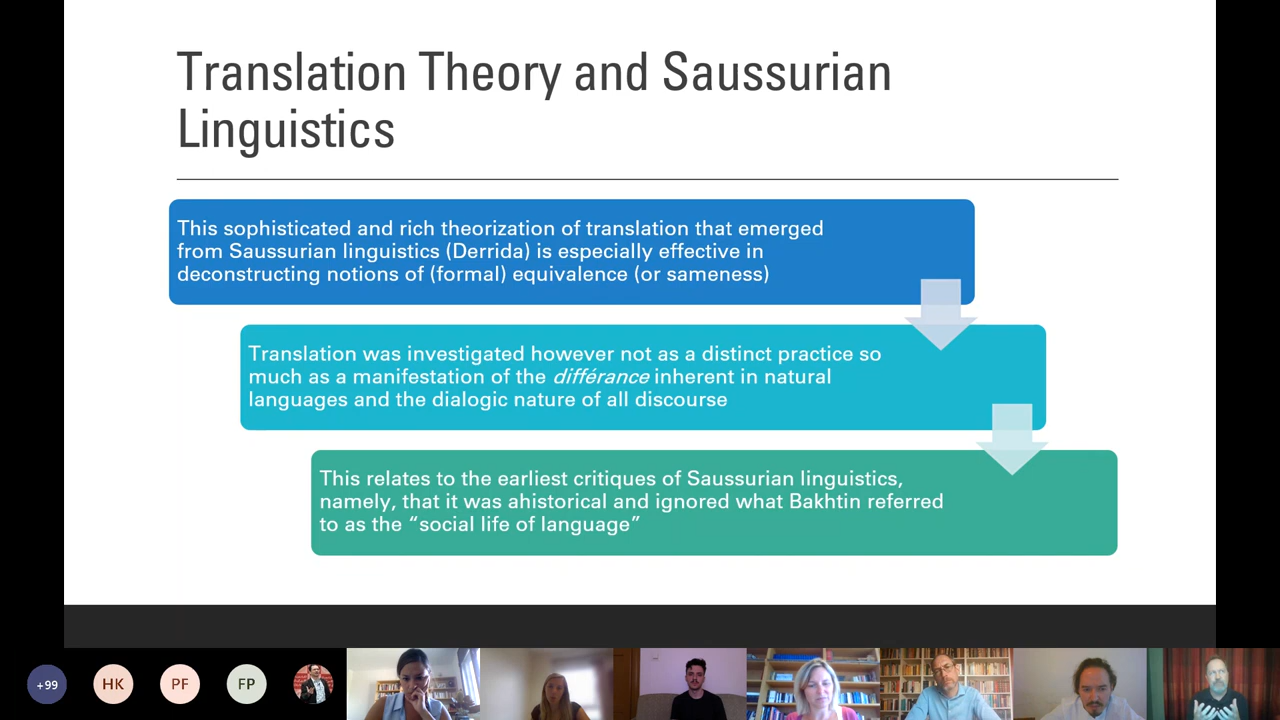 Translation Theory and Saussurian
Linguistics
This sophisticated and rich theorization of translation that emerged
from Saussurian linguistics (Derrida) is especially effective in
deconstructing notions of (formal) equivalence (or sameness)
Translation was investigated however not as a distinct practice so
much as a manifestation of the différance inherent in natural
languages and the dialogic nature of all discourse
This relates to the earliest critiques of Saussurian linguistics,
namely, that it was ahistorical and ignored what Bakhtin referred
to as the “social life of language”
+99
HK
PF
FP